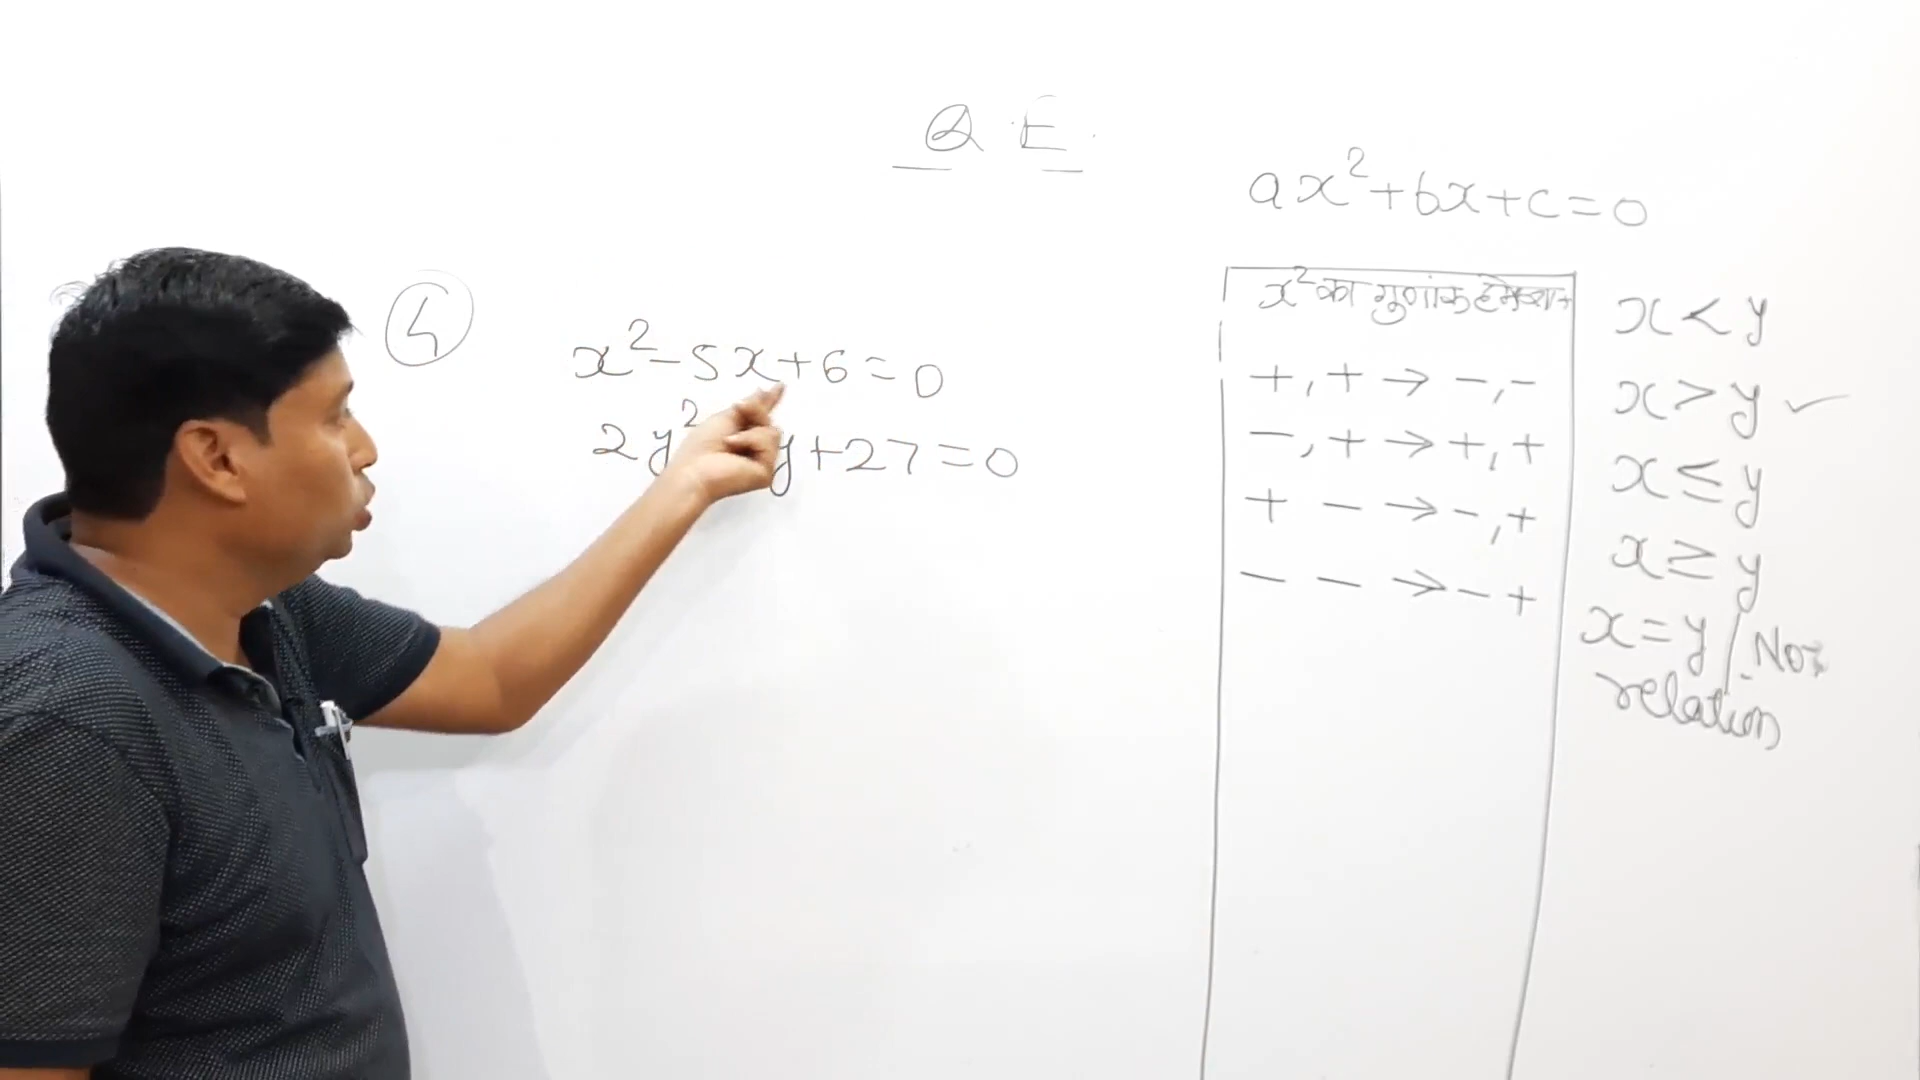 Q.E.
ax²+bx+c=0
4
x²-5x+6=0
2y² y+27=0
x² का गुणांक हमेशा +
+,+ → -,-
-,+ → +,+
+ - → -,+
- - → - +
x<y
x>y ✓
x≤y
x≥y
x=y/No
relation